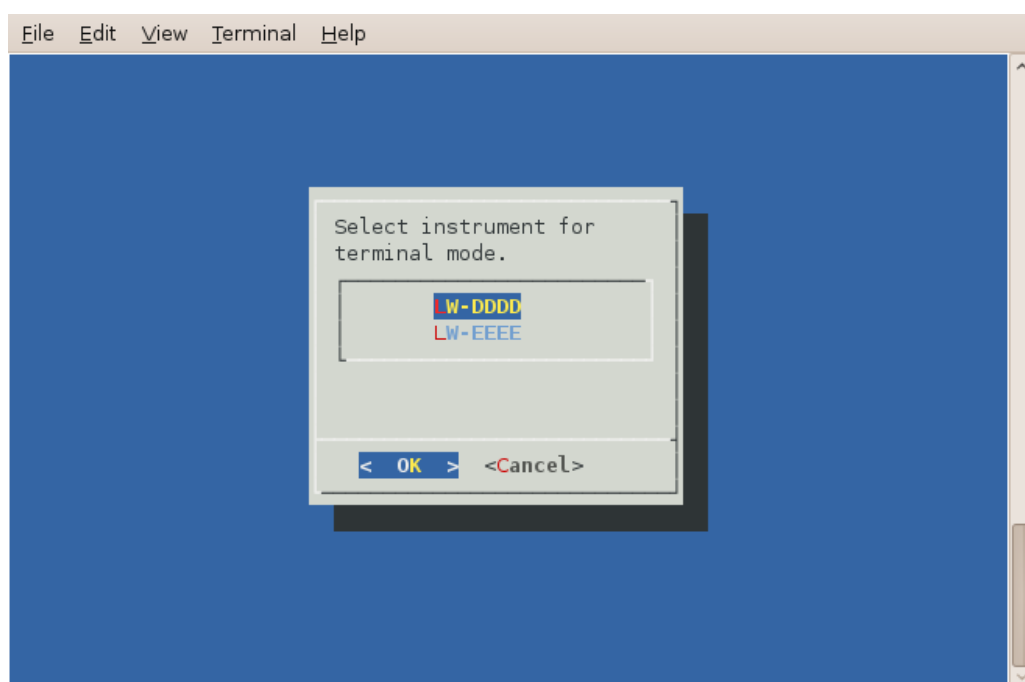 File Edit View Terminal Help
Select instrument for
terminal mode.
LW-DDDD
LW-EEEE
< OK > <Cancel>